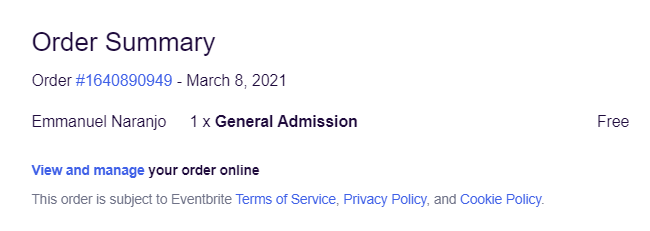 Order Summary
Order #1640890949 - March 8, 2021
Emmanuel Naranjo 1 x General Admission Free
View and manage your order online
This order is subject to Eventbrite Terms of Service, Privacy Policy, and Cookie Policy.